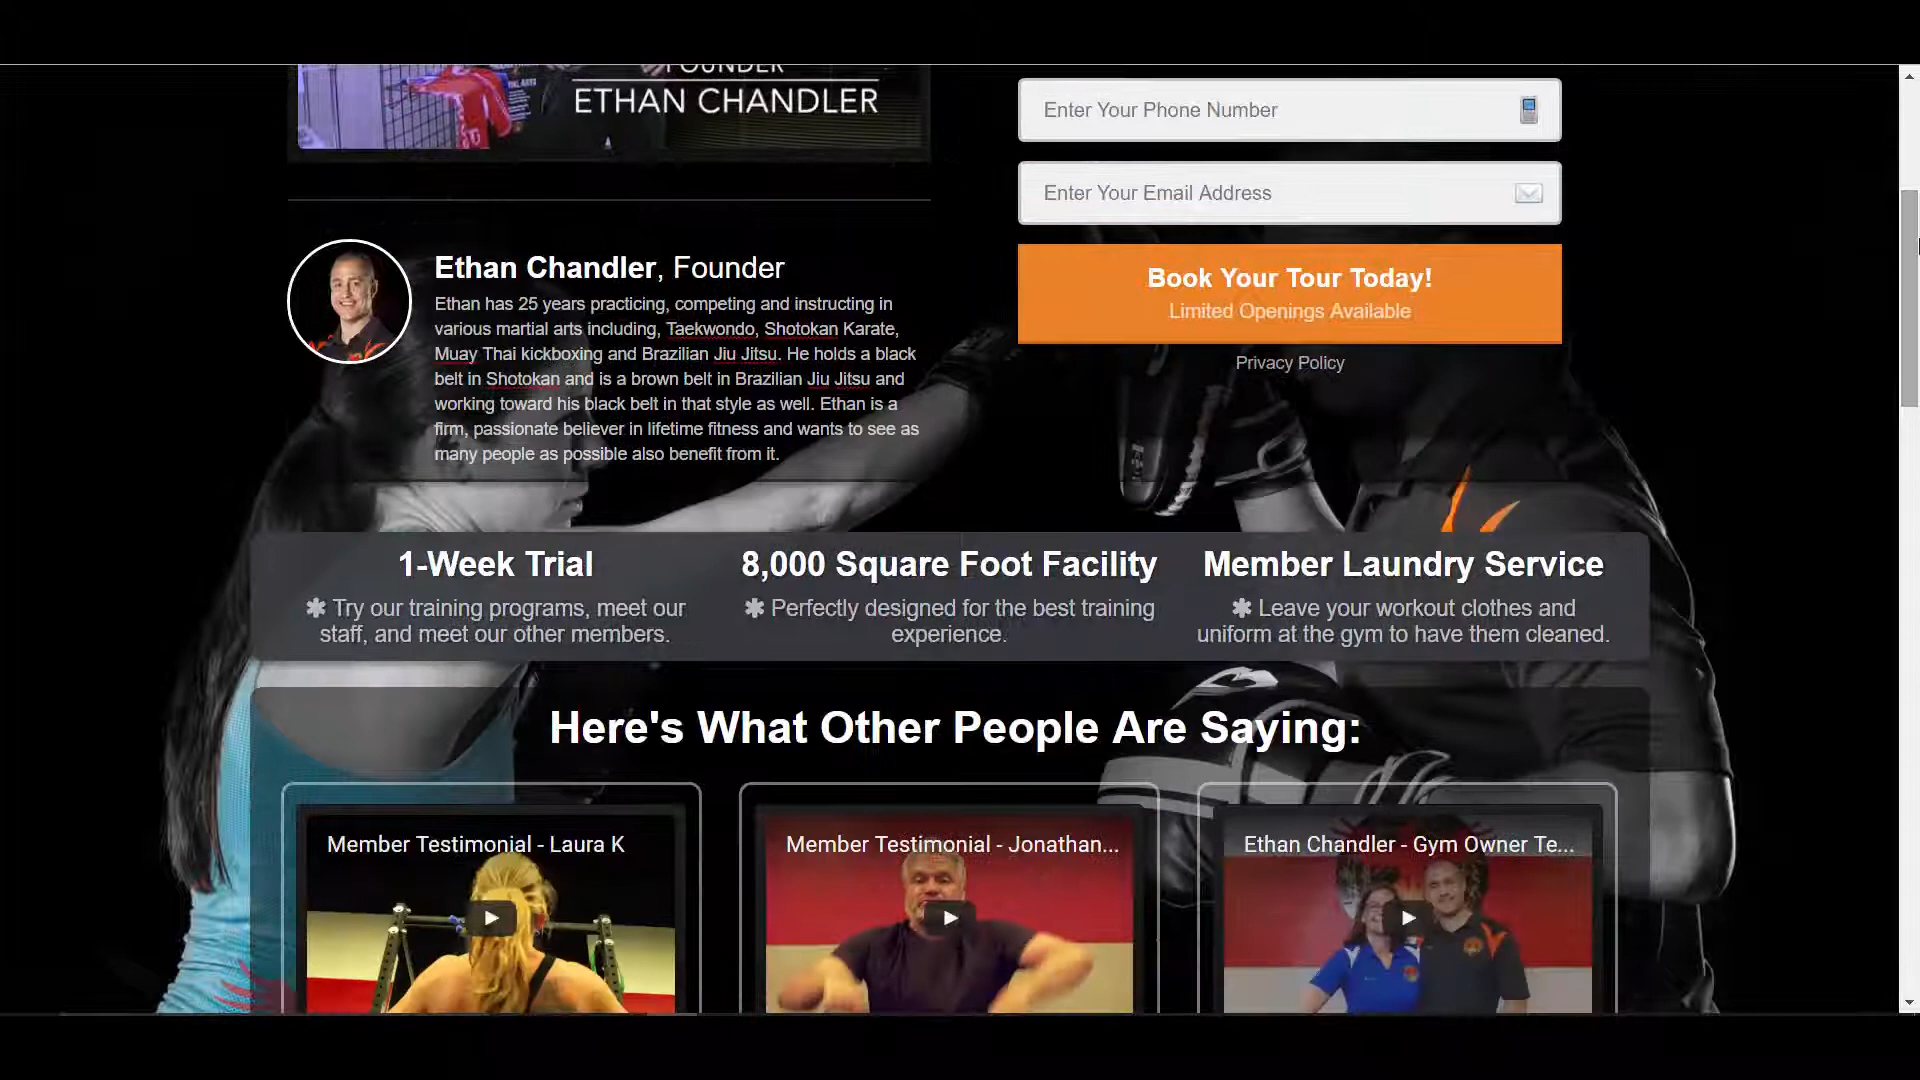 FOUNDER
ETHAN CHANDLER
Enter Your Phone Number
Enter Your Email Address
Book Your Tour Today!
Limited Openings Available
Privacy Policy
Ethan Chandler, Founder
Ethan has 25 years practicing, competing and instructing in
various martial arts including, Taekwondo, Shotokan Karate,
Muay Thai kickboxing and Brazilian Jiu Jitsu. He holds a black
belt in Shotokan and is a brown belt in Brazilian Jiu Jitsu and
working toward his black belt in that style as well. Ethan is a
firm, passionate believer in lifetime fitness and wants to see as
many people as possible also benefit from it.
1-Week Trial
✱ Try our training programs, meet our
staff, and meet our other members.
8,000 Square Foot Facility
✱ Perfectly designed for the best training
experience.
Member Laundry Service
✱ Leave your workout clothes and
uniform at the gym to have them cleaned.
Here's What Other People Are Saying:
Member Testimonial - Laura K
Member Testimonial - Jonathan...
Ethan Chandler - Gym Owner Te...